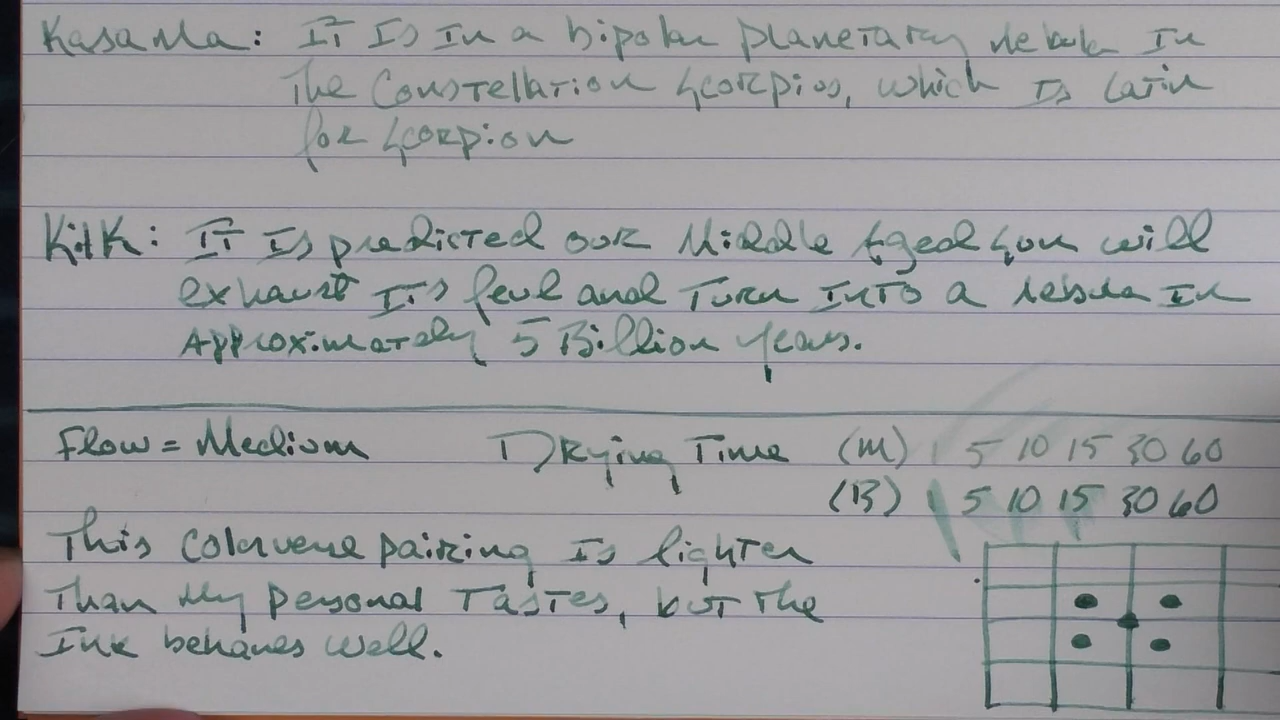 Kasama: It Is In a bipolar planetary nebula In
The Constellation Scorpios, which Is Latin
for Scorpion
KitK: It Is predicted our Middle Aged Sun will
exhaust It's feul and Turn Into a nebula In
Approximately 5 Billion years.
Flow = Medium Drying Time (M) 1 5 10 15 30 60
(B) 1 5 10 15 30 60
This Colorverse pairing Is lighter
Than My personal Tastes, but The
Ink behaves well.